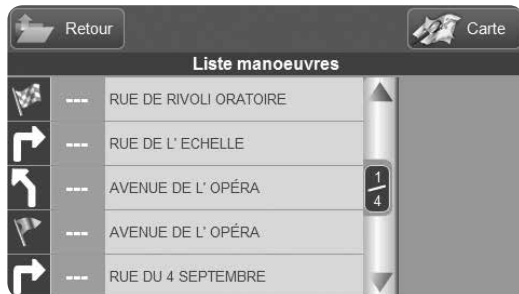 Retour
Carte
Liste manoeuvres
--- RUE DE RIVOLI ORATOIRE
--- RUE DE L' ECHELLE
--- AVENUE DE L' OPÉRA
1/4
--- AVENUE DE L' OPÉRA
--- RUE DU 4 SEPTEMBRE